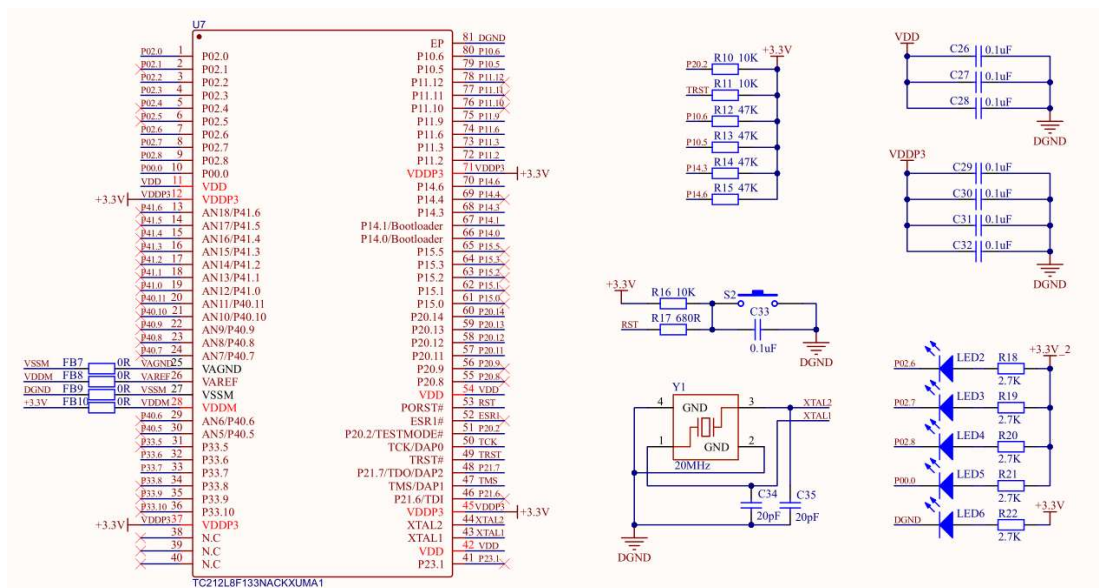 U7
EP 81 DGND
P02.0 1 P02.0 P10.6 80 P10.6
P02.1 2 P02.1 P10.5 79 P10.5
P02.2 3 P02.2 P11.12 78 P11.12
P02.3 4 P02.3 P11.11 77 P11.11
P02.4 5 P02.4 P11.10 76 P11.10
P02.5 6 P02.5 P11.9 75 P11.9
P02.6 7 P02.6 P11.6 74 P11.6
P02.7 8 P02.7 P11.3 73 P11.3
P02.8 9 P02.8 P11.2 72 P11.2
P00.0 10 P00.0 VDDP3 71 VDDP3 +3.3V
VDD 11 VDD P14.6 70 P14.6
+3.3V VDDP3 12 VDDP3 P14.4 69 P14.4
P41.6 13 AN18/P41.6 P14.3 68 P14.3
P41.5 14 AN17/P41.5 P14.1/Bootloader 67 P14.1
P41.4 15 AN16/P41.4 P14.0/Bootloader 66 P14.0
P41.3 16 AN15/P41.3 P15.5 65 P15.5
P41.2 17 AN14/P41.2 P15.3 64 P15.3
P41.1 18 AN13/P41.1 P15.2 63 P15.2
P41.0 19 AN12/P41.0 P15.1 62 P15.1
P40.11 20 AN11/P40.11 P15.0 61 P15.0
P40.10 21 AN10/P40.10 P20.14 60 P20.14
P40.9 22 AN9/P40.9 P20.13 59 P20.13
P40.8 23 AN8/P40.8 P20.12 58 P20.12
P40.7 24 AN7/P40.7 P20.11 57 P20.11
VSSM FB7 0R VAGND 25 VAGND P20.9 56 P20.9
VDDM FB8 0R VAREF 26 VAREF P20.8 55 P20.8
DGND FB9 0R VSSM 27 VSSM VDD 54 VDD
+3.3V FB10 0R VDDM 28 VDDM PORST# 53 RST
P40.6 29 AN6/P40.6 ESR1# 52 ESR1
P40.5 30 AN5/P40.5 P20.2/TESTMODE# 51 P20.2
P33.5 31 P33.5 TCK/DAP0 50 TCK
P33.6 32 P33.6 TRST# 49 TRST
P33.7 33 P33.7 P21.7/TDO/DAP2 48 P21.7
P33.8 34 P33.8 TMS/DAP1 47 TMS
P33.9 35 P33.9 P21.6/TDI 46 P21.6
P33.10 36 P33.10 VDDP3 45 VDDP3 +3.3V
+3.3V VDDP3 37 VDDP3 XTAL2 44 XTAL2
38 N.C XTAL1 43 XTAL1
39 N.C VDD 42 VDD
40 N.C P23.1 41 P23.1
TC212L8F133NACKXUMA1
+3.3V
P20.2 R10 10K
TRST R11 10K
P10.6 R12 47K
P10.5 R13 47K
P14.3 R14 47K
P14.6 R15 47K
VDD
C26 0.1uF
C27 0.1uF
C28 0.1uF
DGND
VDDP3
C29 0.1uF
C30 0.1uF
C31 0.1uF
C32 0.1uF
DGND
+3.3V
R16 10K S2
RST R17 680R C33
0.1uF
DGND
Y1
4 GND 3 XTAL2
XTAL1
1 GND 2
20MHz
C34 C35
20pF 20pF
DGND
+3.3V_2
P02.6 LED2 R18
2.7K
P02.7 LED3 R19
2.7K
P02.8 LED4 R20
2.7K
P00.0 LED5 R21
2.7K
+3.3V
DGND LED6 R22
2.7K